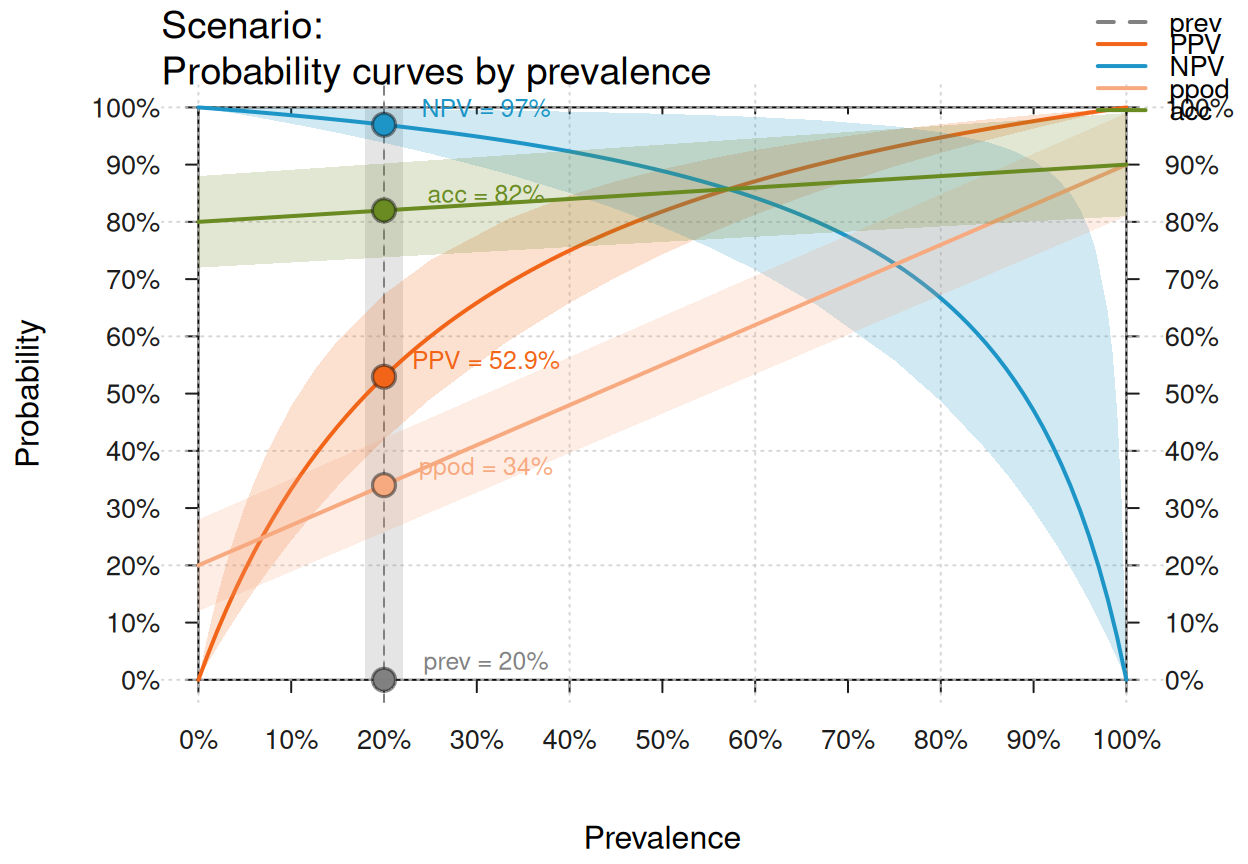 Scenario:
Probability curves by prevalence
prev
PPV
NPV
ppod
acc
100%
90%
80%
70%
60%
50%
40%
30%
20%
10%
0%
Probability
NPV = 97%
acc = 82%
PPV = 52.9%
ppod = 34%
prev = 20%
100%
90%
80%
70%
60%
50%
40%
30%
20%
10%
0%
0% 10% 20% 30% 40% 50% 60% 70% 80% 90% 100%
Prevalence